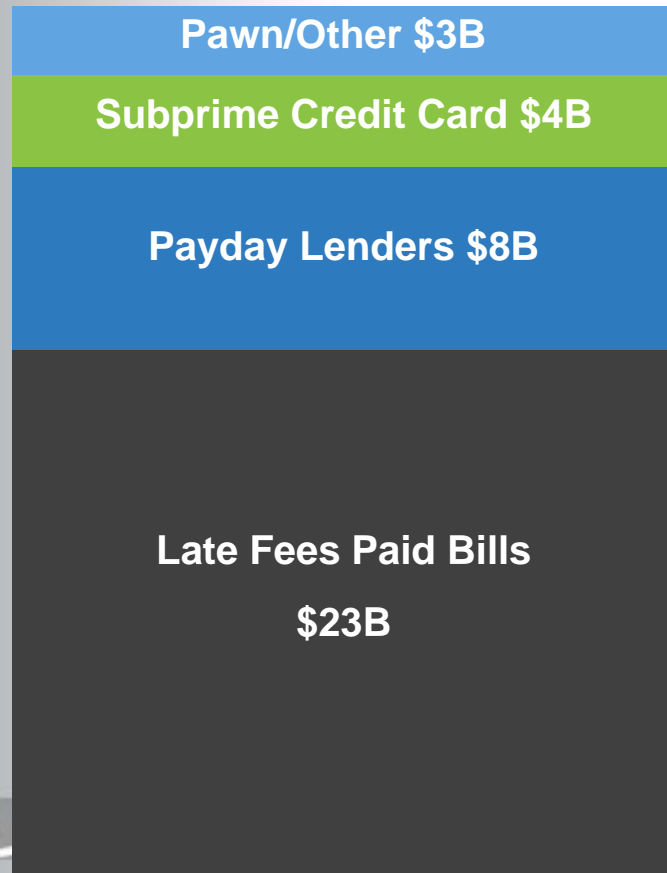 Pawn/Other $3B
Subprime Credit Card $4B
Payday Lenders $8B
Late Fees Paid Bills
$23B